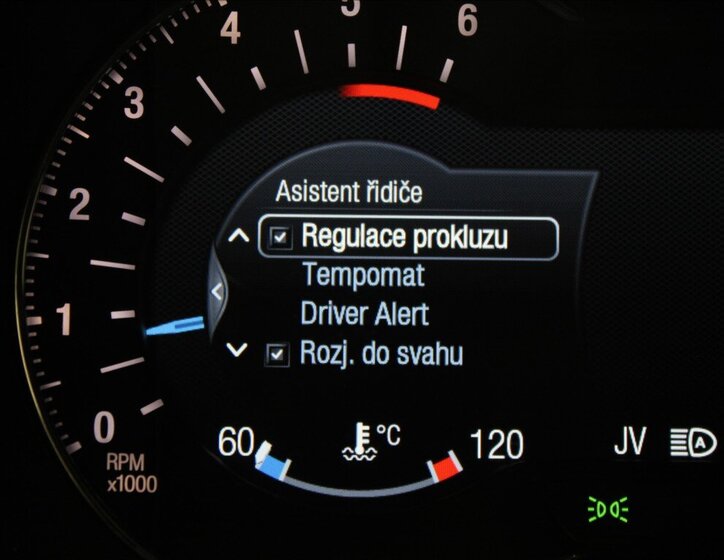 5
6
4
3
2
1
0
RPM
x1000
Asistent řidiče
Regulace prokluzu
Tempomat
Driver Alert
Rozj. do svahu
60 °C 120
JV A